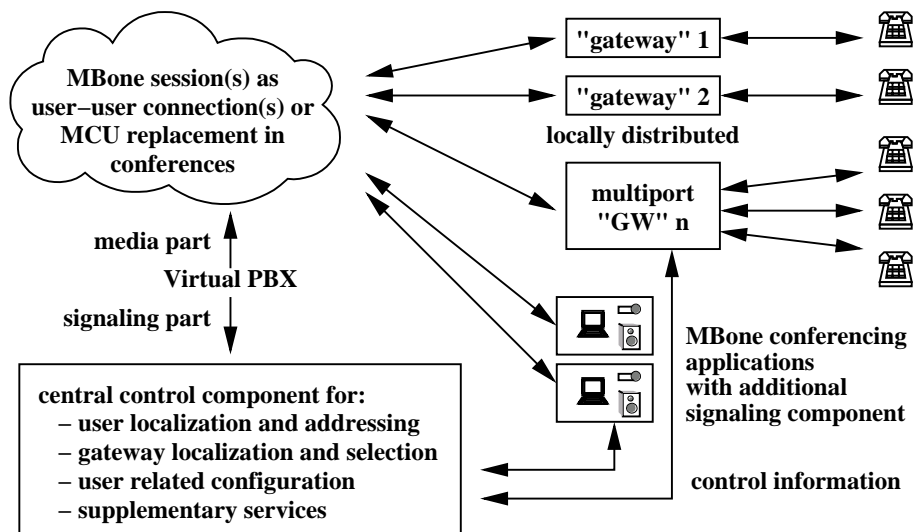 MBone session(s) as
user−user connection(s) or
MCU replacement in
conferences
"gateway" 1
"gateway" 2
locally distributed
multiport
"GW" n
media part
Virtual PBX
signaling part
MBone conferencing
applications
with additional
signaling component
central control component for:
− user localization and addressing
− gateway localization and selection
− user related configuration
− supplementary services
control information